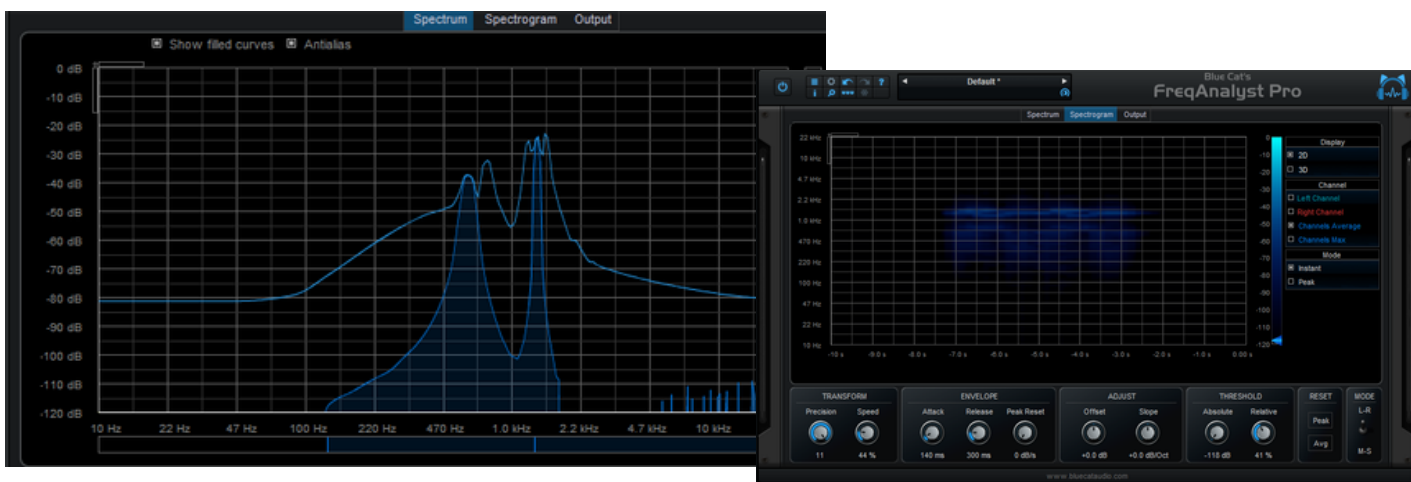 Spectrum Spectrogram Output
Show filled curves Antialias
0 dB
-10 dB
-20 dB
-30 dB
-40 dB
-50 dB
-60 dB
-70 dB
-80 dB
-90 dB
-100 dB
-110 dB
-120 dB
10 Hz 22 Hz 47 Hz 100 Hz 220 Hz 470 Hz 1.0 kHz 2.2 kHz 4.7 kHz 10 kHz
Default *
Blue Cat's
FreqAnalyst Pro
Spectrum Spectrogram Output
22 kHz
10 kHz
4.7 kHz
2.2 kHz
1.0 kHz
470 Hz
220 Hz
100 Hz
47 Hz
22 Hz
10 Hz
-10 s -9.0 s -8.0 s -7.0 s -6.0 s -5.0 s -4.0 s -3.0 s -2.0 s -1.0 s 0.00 s
0
-10
-20
-30
-40
-50
-60
-70
-80
-90
-100
-110
-120
Display
2D
3D
Channel
Left Channel
Right Channel
Channels Average
Channels Max
Mode
Instant
Peak
TRANSFORM ENVELOPE ADJUST THRESHOLD RESET MODE
Precision Speed Attack Release Peak Reset Offset Slope Absolute Relative
11 44 % 140 ms 300 ms 0 dB/s +0.0 dB +0.0 dB/Oct -118 dB 41 %
Peak
Avg
L-R
M-S
www.bluecataudio.com